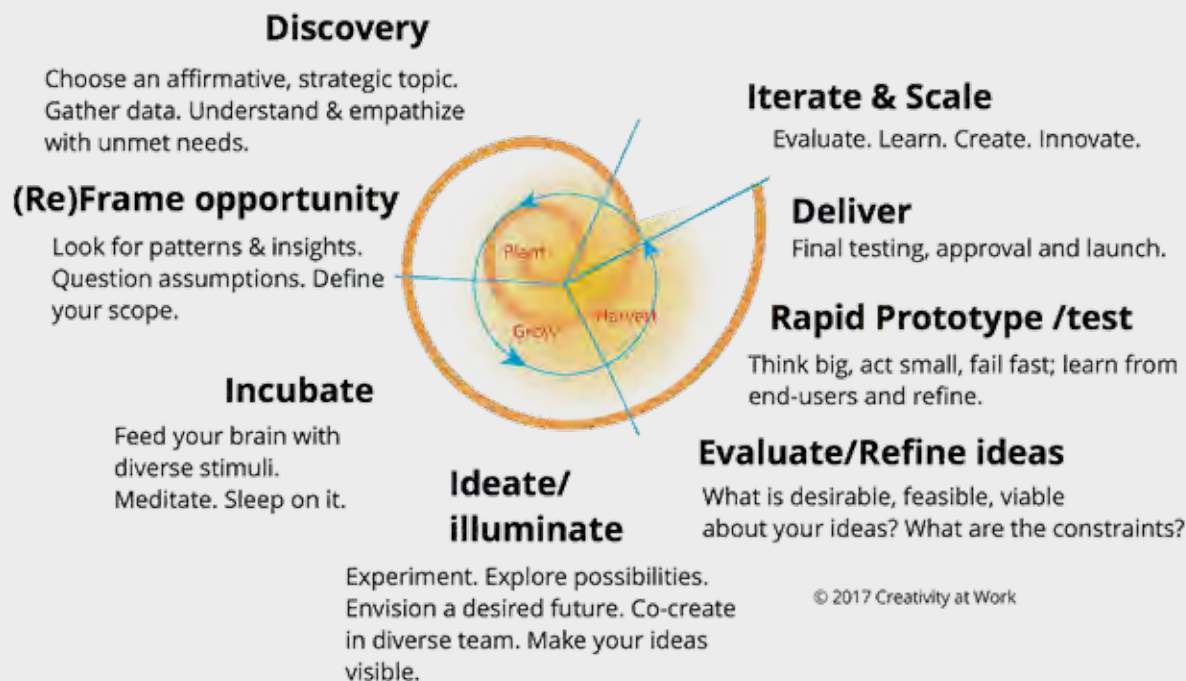 Discovery
Choose an affirmative, strategic topic.
Gather data. Understand & empathize
with unmet needs.
(Re)Frame opportunity
Look for patterns & insights.
Question assumptions. Define
your scope.
Incubate
Feed your brain with
diverse stimuli.
Meditate. Sleep on it.
Ideate/
illuminate
Experiment. Explore possibilities.
Envision a desired future. Co-create
in diverse team. Make your ideas
visible.
Evaluate/Refine ideas
What is desirable, feasible, viable
about your ideas? What are the constraints?
Rapid Prototype /test
Think big, act small, fail fast; learn from
end-users and refine.
Deliver
Final testing, approval and launch.
Iterate & Scale
Evaluate. Learn. Create. Innovate.
Plant
Grow
Harvest
© 2017 Creativity at Work